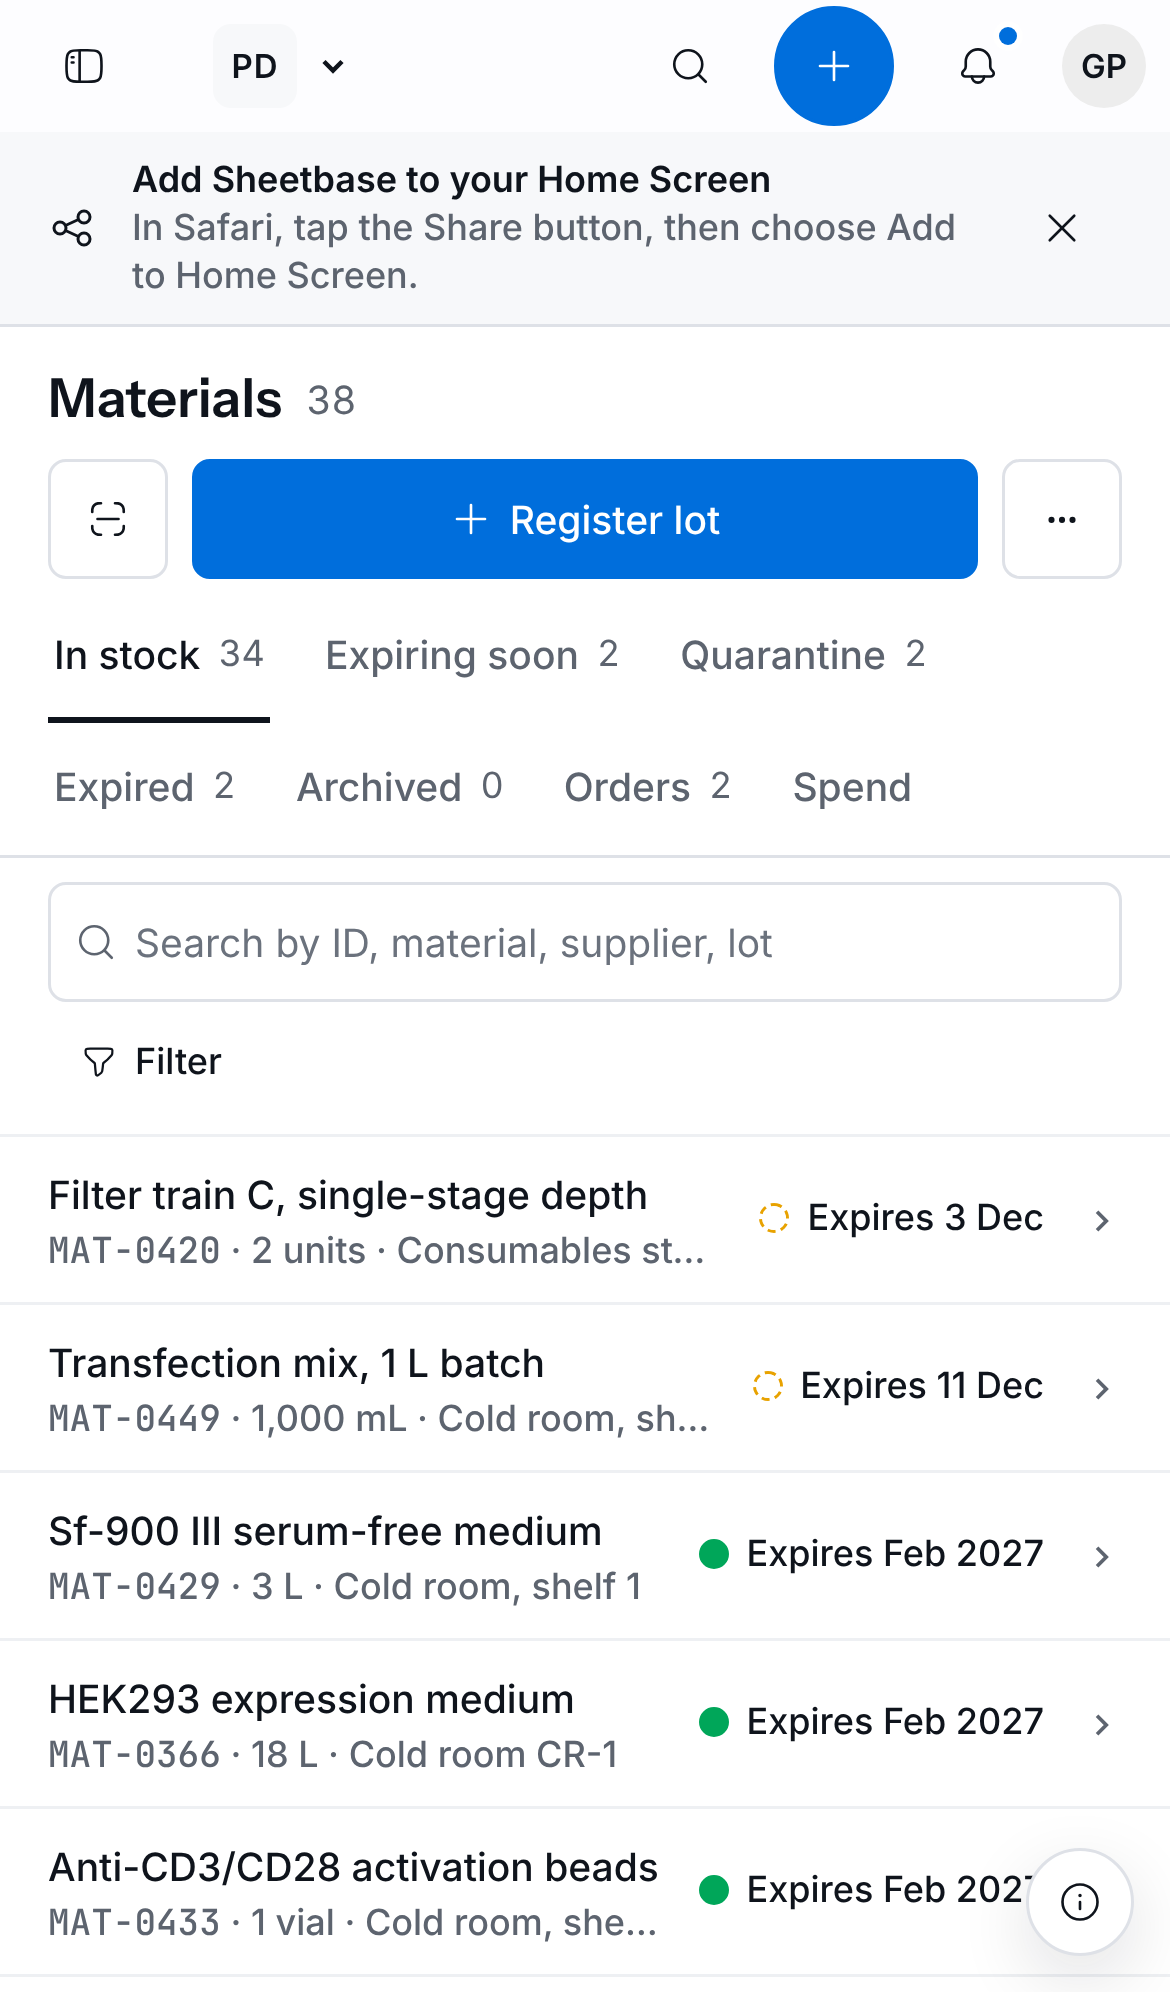 PD
GP
Add Sheetbase to your Home Screen
In Safari, tap the Share button, then choose Add
to Home Screen.
Materials 38
Register lot
In stock 34 Expiring soon 2 Quarantine 2
Expired 2 Archived 0 Orders 2 Spend
Search by ID, material, supplier, lot
Filter
Filter train C, single-stage depth
Expires 3 Dec
MAT-0420 · 2 units · Consumables st...
Transfection mix, 1 L batch
Expires 11 Dec
MAT-0449 · 1,000 mL · Cold room, sh...
Sf-900 III serum-free medium
Expires Feb 2027
MAT-0429 · 3 L · Cold room, shelf 1
HEK293 expression medium
Expires Feb 2027
MAT-0366 · 18 L · Cold room CR-1
Anti-CD3/CD28 activation beads
Expires Feb 2027
MAT-0433 · 1 vial · Cold room, she...